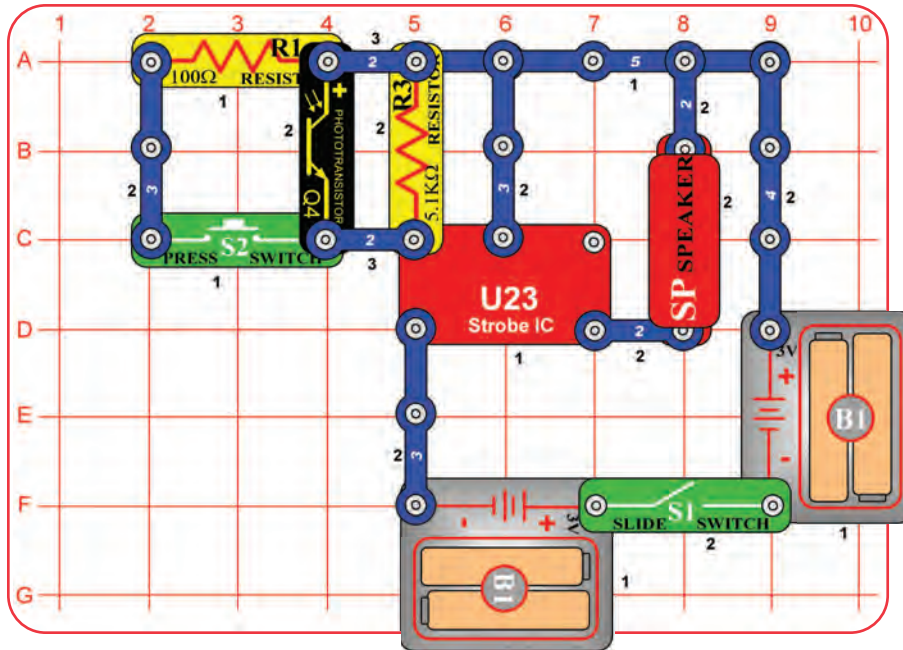 1 2 3 4 5 6 7 8 9 10
A
B
C
D
E
F
G
R1
100Ω RESIST
1
3
2
+
PHOTOTRANSISTOR
Q4
2
R3
RESISTOR
5.1KΩ
2
5
1
2
2
2
3
3
2
4
2
S2
PRESS SWITCH
1
2
3
U23
Strobe IC
1
SP SPEAKER
2
2
2
3V
+
-
B1
1
2
3
- +
3V
B1
1
S1
SLIDE SWITCH
2